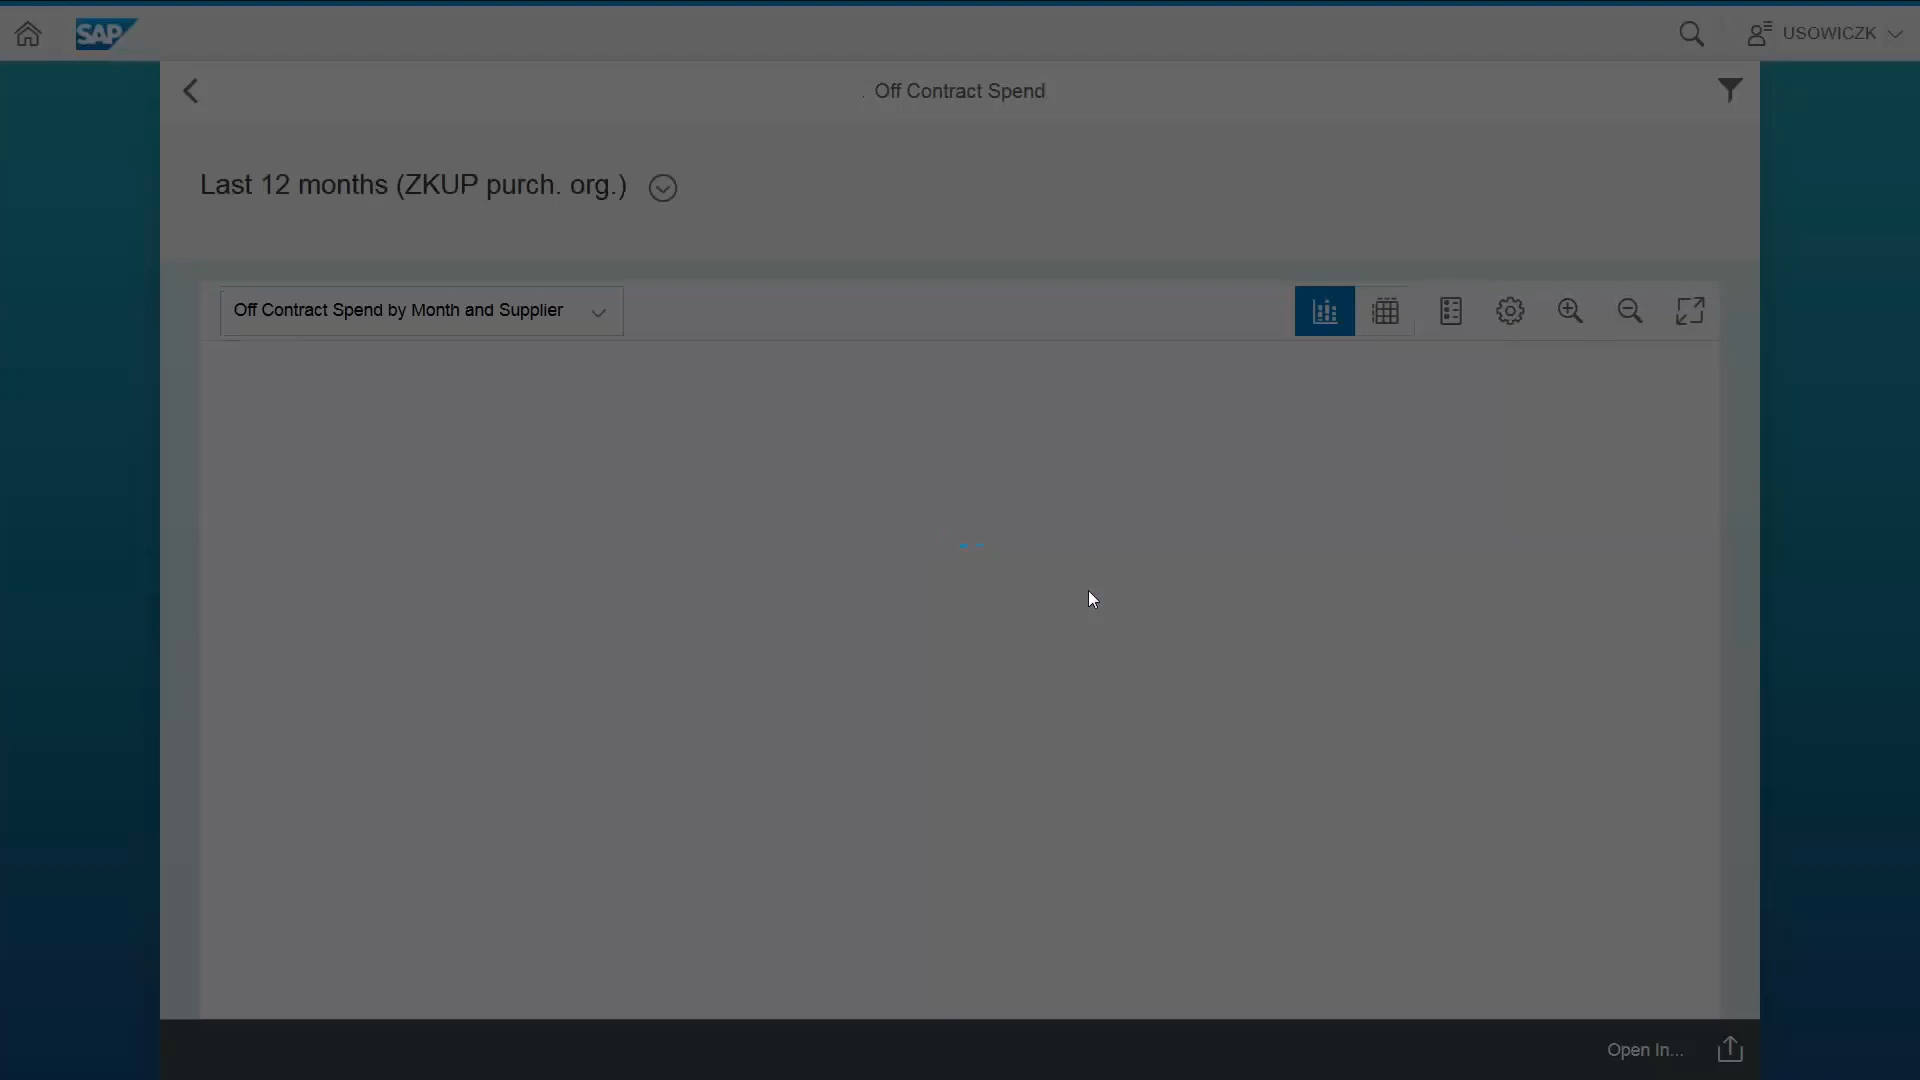 SAP
USOWICZK
Off Contract Spend
Last 12 months (ZKUP purch. org.)
Off Contract Spend by Month and Supplier
Open In...